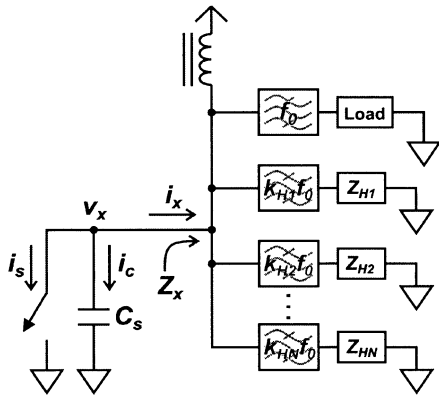 f0
Load
kH1f0
ZH1
ix
vx
is
ic
Zx
kH2f0
ZH2
Cs
kHNf0
ZHN